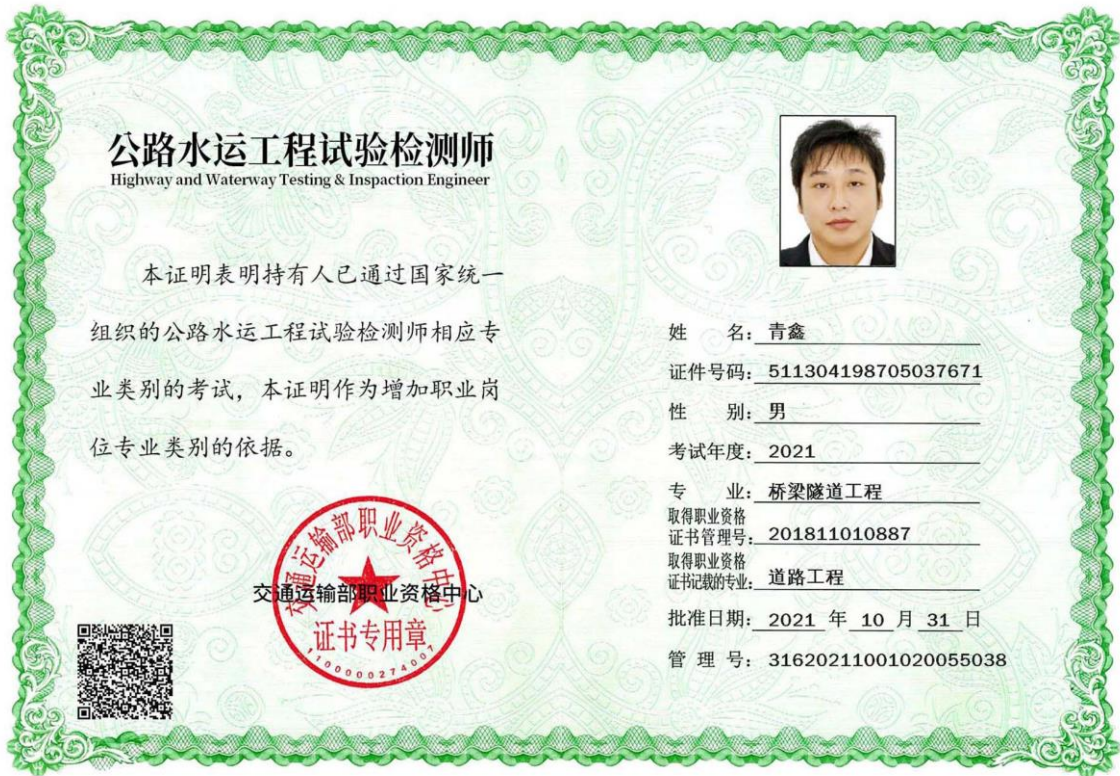 公路水运工程试验检测师
Highway and Waterway Testing & Inspaction Engineer
本证明表明持有人已通过国家统一
组织的公路水运工程试验检测师相应专
业类别的考试，本证明作为增加职业岗
位专业类别的依据。
交通运输部职业资格中心
交通运输部职业资格中心
证书专用章
1100000274007
姓 名：青鑫
证件号码：511304198705037671
性 别：男
考试年度：2021
专 业：桥梁隧道工程
取得职业资格
证书管理号：201811010887
取得职业资格
证书记载的专业：道路工程
批准日期：2021 年 10 月 31 日
管 理 号：31620211001020055038